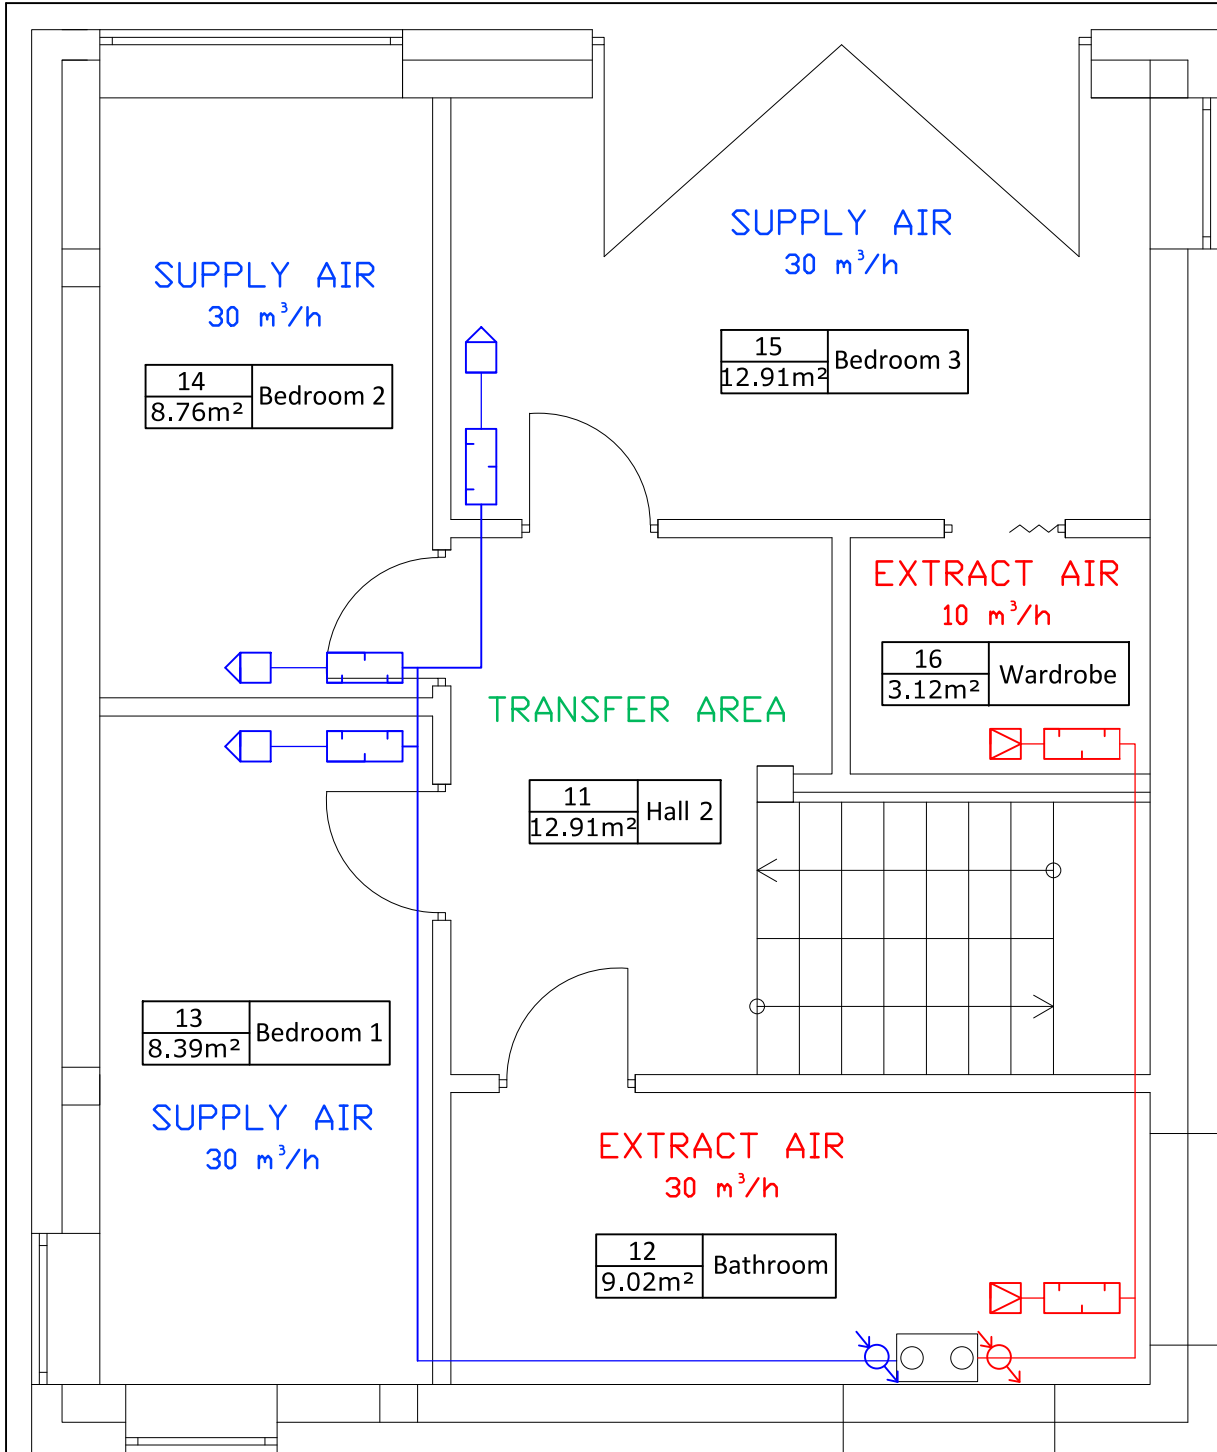 SUPPLY AIR
30 m³/h
SUPPLY AIR
30 m³/h
15
12.91m²
Bedroom 3
14
8.76m²
Bedroom 2
EXTRACT AIR
10 m³/h
16
3.12m²
Wardrobe
TRANSFER AREA
11
12.91m²
Hall 2
13
8.39m²
Bedroom 1
SUPPLY AIR
30 m³/h
EXTRACT AIR
30 m³/h
12
9.02m²
Bathroom